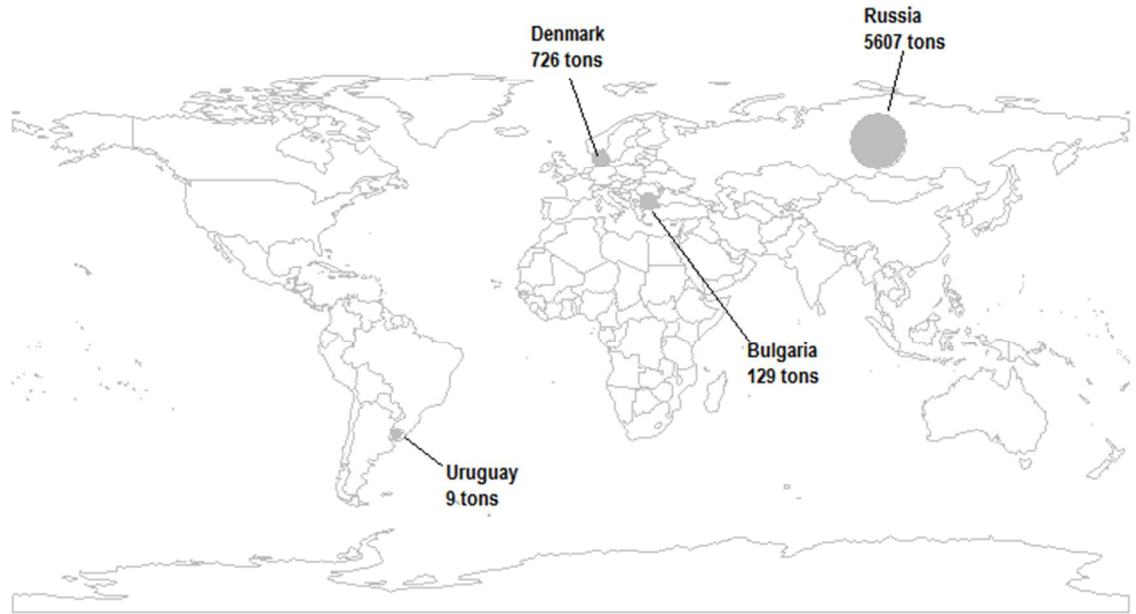 Russia
5607 tons
Denmark
726 tons
Bulgaria
129 tons
Uruguay
9 tons